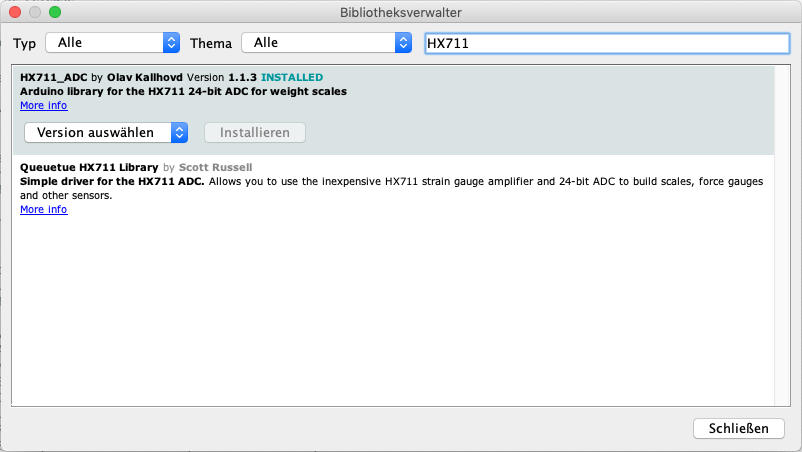 Bibliotheksverwalter
Typ Alle Thema Alle HX711
HX711_ADC by Olav Kallhovd Version 1.1.3 INSTALLED
Arduino library for the HX711 24-bit ADC for weight scales
More info
Version auswählen Installieren
Queuetue HX711 Library by Scott Russell
Simple driver for the HX711 ADC. Allows you to use the inexpensive HX711 strain gauge amplifier and 24-bit ADC to build scales, force gauges
and other sensors.
More info
Schließen